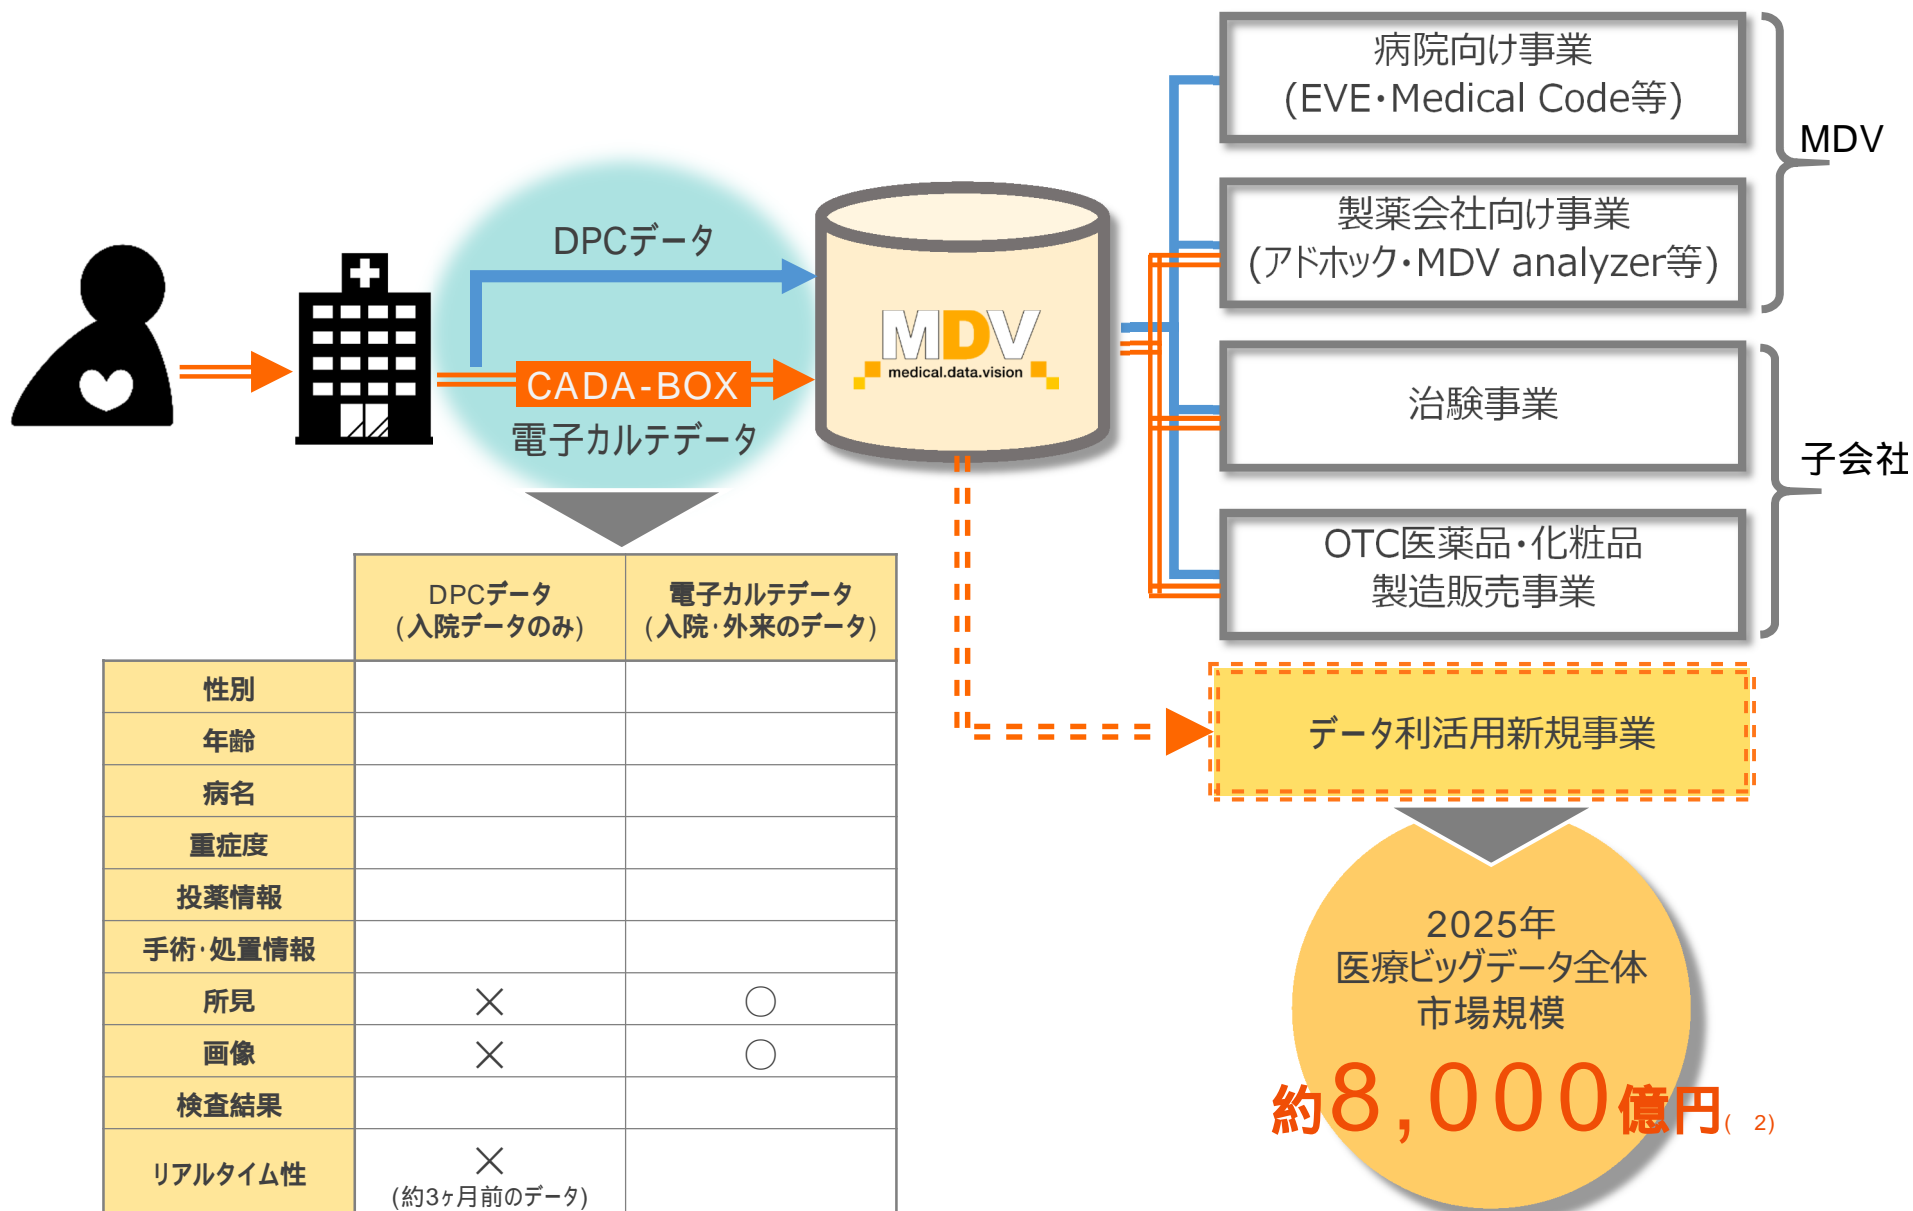 病院向け事業
(EVE・Medical Code等)
製薬会社向け事業
(アドホック・MDV analyzer等)
MDV
治験事業
OTC医薬品・化粧品
製造販売事業
子会社
DPCデータ
CADA-BOX
電子カルテデータ
MDV
medical.data.vision
データ利活用新規事業
2025年
医療ビッグデータ全体
市場規模
約8,000億円( 2)
DPCデータ
(入院データのみ)
電子カルテデータ
(入院・外来のデータ)
性別
年齢
病名
重症度
投薬情報
手術・処置情報
所見 × ○
画像 × ○
検査結果
リアルタイム性 ×
(約3ヶ月前のデータ)